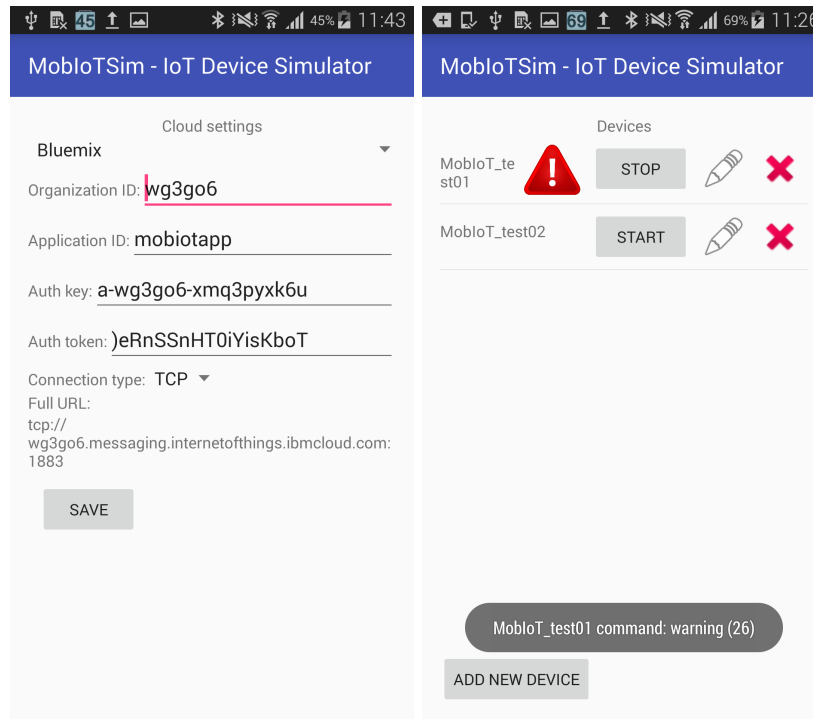 45
45%
11:43
MobIoTSim - IoT Device Simulator
Cloud settings
Bluemix
Organization ID: wg3go6
Application ID: mobiotapp
Auth key: a-wg3go6-xmq3pyxk6u
Auth token: )eRnSSnHT0iYisKboT
Connection type: TCP
Full URL:
tcp://
wg3go6.messaging.internetofthings.ibmcloud.com:
1883
SAVE
69
69%
11:26
MobIoTSim - IoT Device Simulator
Devices
MobIoT_te
st01
STOP
MobIoT_test02
START
MobIoT_test01 command: warning (26)
ADD NEW DEVICE